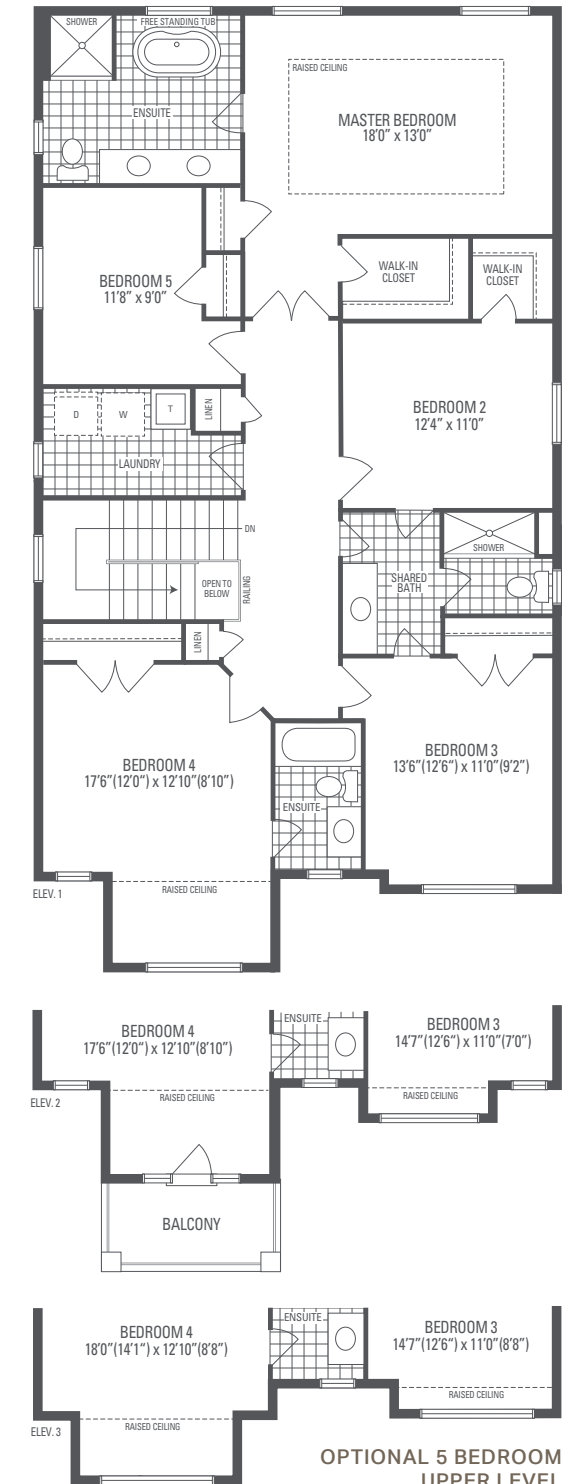 SHOWER
FREE STANDING TUB
ENSUITE
RAISED CEILING
MASTER BEDROOM
18'0" x 13'0"
BEDROOM 5
11'8" x 9'0"
WALK-IN
CLOSET
WALK-IN
CLOSET
D
W
T
LINEN
LAUNDRY
BEDROOM 2
12'4" x 11'0"
DN
OPEN TO
BELOW
RAILING
SHOWER
SHARED
BATH
LINEN
BEDROOM 4
17'6"(12'0") x 12'10"(8'10")
ENSUITE
BEDROOM 3
13'6"(12'6") x 11'0"(9'2")
RAISED CEILING
ELEV. 1
BEDROOM 4
17'6"(12'0") x 12'10"(8'10")
ENSUITE
BEDROOM 3
14'7"(12'6") x 11'0"(7'0")
RAISED CEILING
RAISED CEILING
ELEV. 2
BALCONY
BEDROOM 4
18'0"(14'1") x 12'10"(8'8")
ENSUITE
BEDROOM 3
14'7"(12'6") x 11'0"(8'8")
RAISED CEILING
RAISED CEILING
ELEV. 3
OPTIONAL 5 BEDROOM
UPPER LEVEL